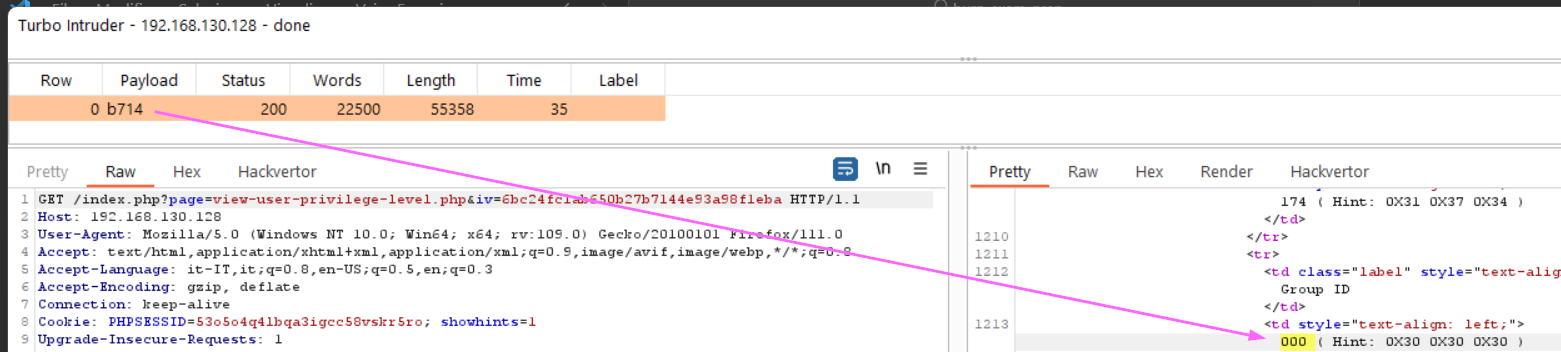 Turbo Intruder - 192.168.130.128 - done
Row Payload Status Words Length Time Label
0 b714 200 22500 55358 35
Pretty Raw Hex Hackvertor \n
1 GET /index.php?page=view-user-privilege-level.php&iv=6bc24fc1ab650b27b7144e93a98f1eba HTTP/1.1
2 Host: 192.168.130.128
3 User-Agent: Mozilla/5.0 (Windows NT 10.0; Win64; x64; rv:109.0) Gecko/20100101 Firefox/111.0
4 Accept: text/html,application/xhtml+xml,application/xml;q=0.9,image/avif,image/webp,*/*;q=0.8
5 Accept-Language: it-IT,it;q=0.8,en-US;q=0.5,en;q=0.3
6 Accept-Encoding: gzip, deflate
7 Connection: keep-alive
8 Cookie: PHPSESSID=53o5o4q41bqa3igcc58vskr5ro; showhints=1
9 Upgrade-Insecure-Requests: 1
Pretty Raw Hex Render Hackvertor
174 ( Hint: 0X31 0X37 0X34 )
</td>
1210 </tr>
1211 <tr>
1212 <td class="label" style="text-alig
Group ID
</td>
1213 <td style="text-align: left;">
000 ( Hint: 0X30 0X30 0X30 )